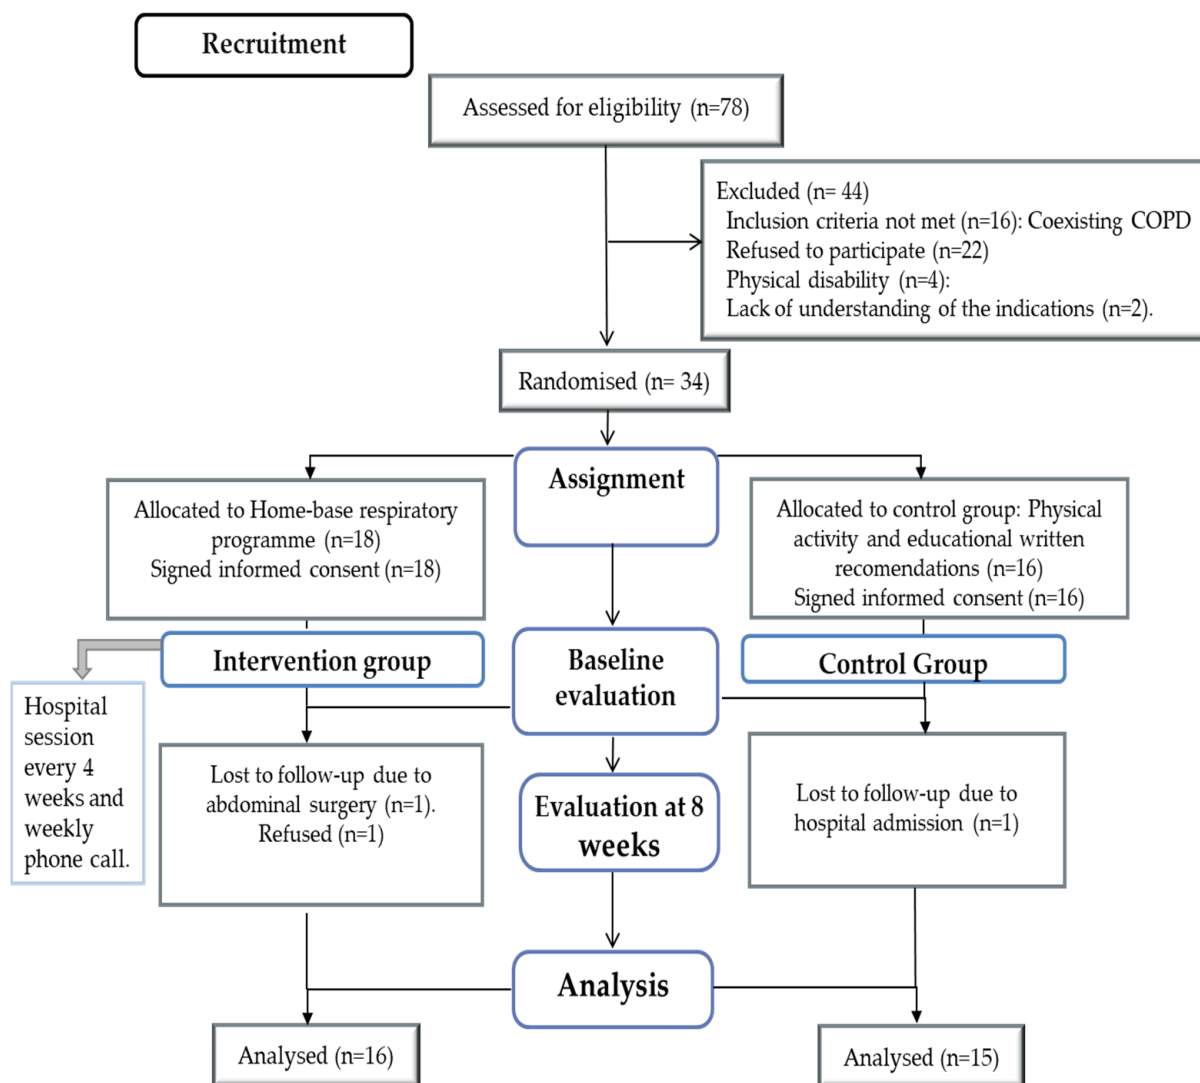 Recruitment
Assessed for eligibility (n=78)
Excluded (n= 44)
Inclusion criteria not met (n=16): Coexisting COPD
Refused to participate (n=22)
Physical disability (n=4):
Lack of understanding of the indications (n=2).
Randomised (n= 34)
Assignment
Allocated to Home-base respiratory
programme (n=18)
Signed informed consent (n=18)
Allocated to control group: Physical
activity and educational written
recomendations (n=16)
Signed informed consent (n=16)
Intervention group
Baseline
evaluation
Control Group
Hospital
session
every 4
weeks and
weekly
phone call.
Lost to follow-up due to
abdominal surgery (n=1).
Refused (n=1)
Evaluation at 8
weeks
Lost to follow-up due to
hospital admission (n=1)
Analysis
Analysed (n=16)
Analysed (n=15)